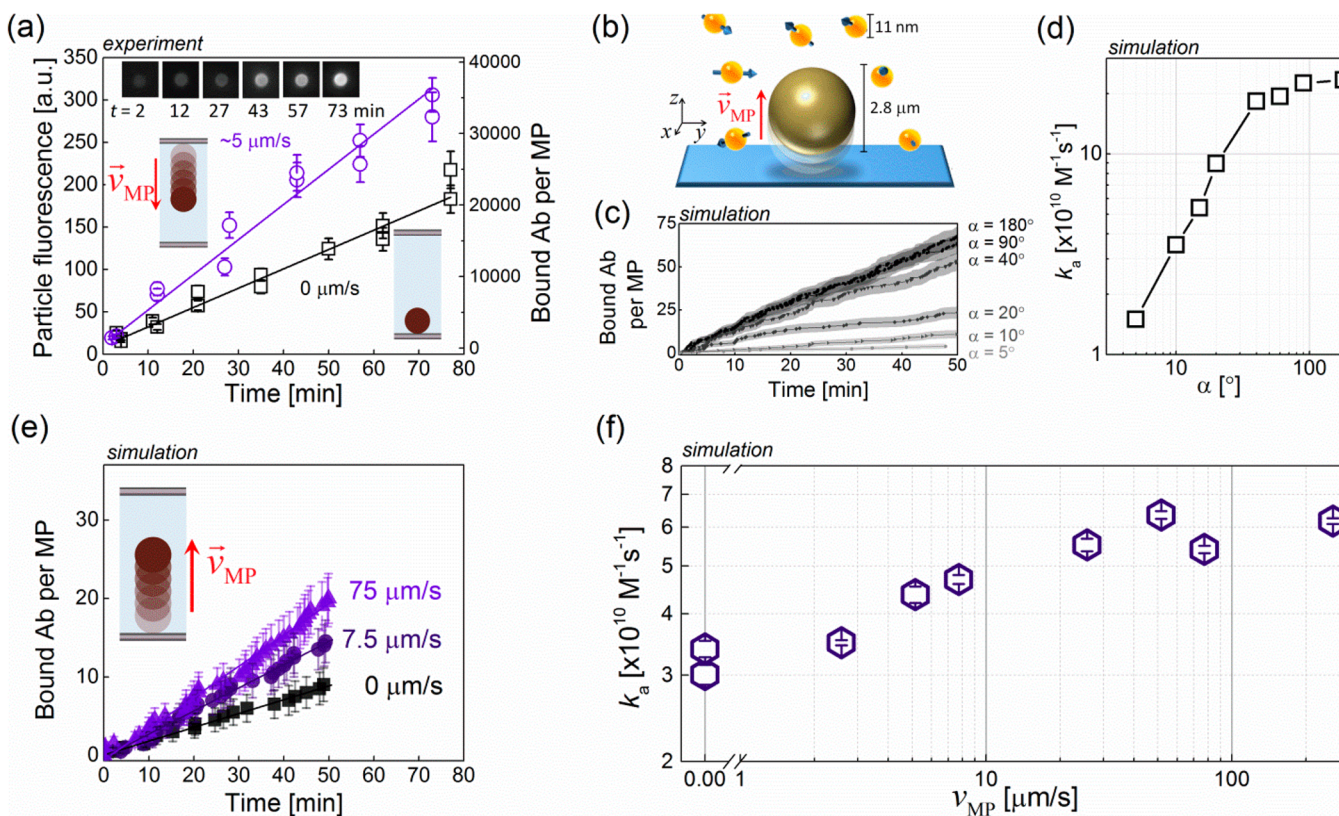 (a)
experiment
Particle fluorescence [a.u.]
350
300
250
200
150
100
50
0
t = 2 12 27 43 57 73 min
~5 μm/s
v⃗MP
0 μm/s
0 10 20 30 40 50 60 70 80
Time [min]
40000
30000
20000
10000
0
Bound Ab per MP
(b)
11 nm
2.8 μm
z
x
y
v⃗MP
(c)
simulation
Bound Ab
per MP
75
50
25
0
0 10 20 30 40 50
Time [min]
α = 180°
α = 90°
α = 40°
α = 20°
α = 10°
α = 5°
(d)
simulation
ka [x10¹⁰ M⁻¹s⁻¹]
10
1
10 100
α [°]
(e)
simulation
Bound Ab per MP
30
20
10
0
v⃗MP
75 μm/s
7.5 μm/s
0 μm/s
0 10 20 30 40 50 60 70 80
Time [min]
(f)
simulation
ka [x10¹⁰ M⁻¹s⁻¹]
8
7
6
5
4
3
2
0.00 1 10 100
vMP [μm/s]